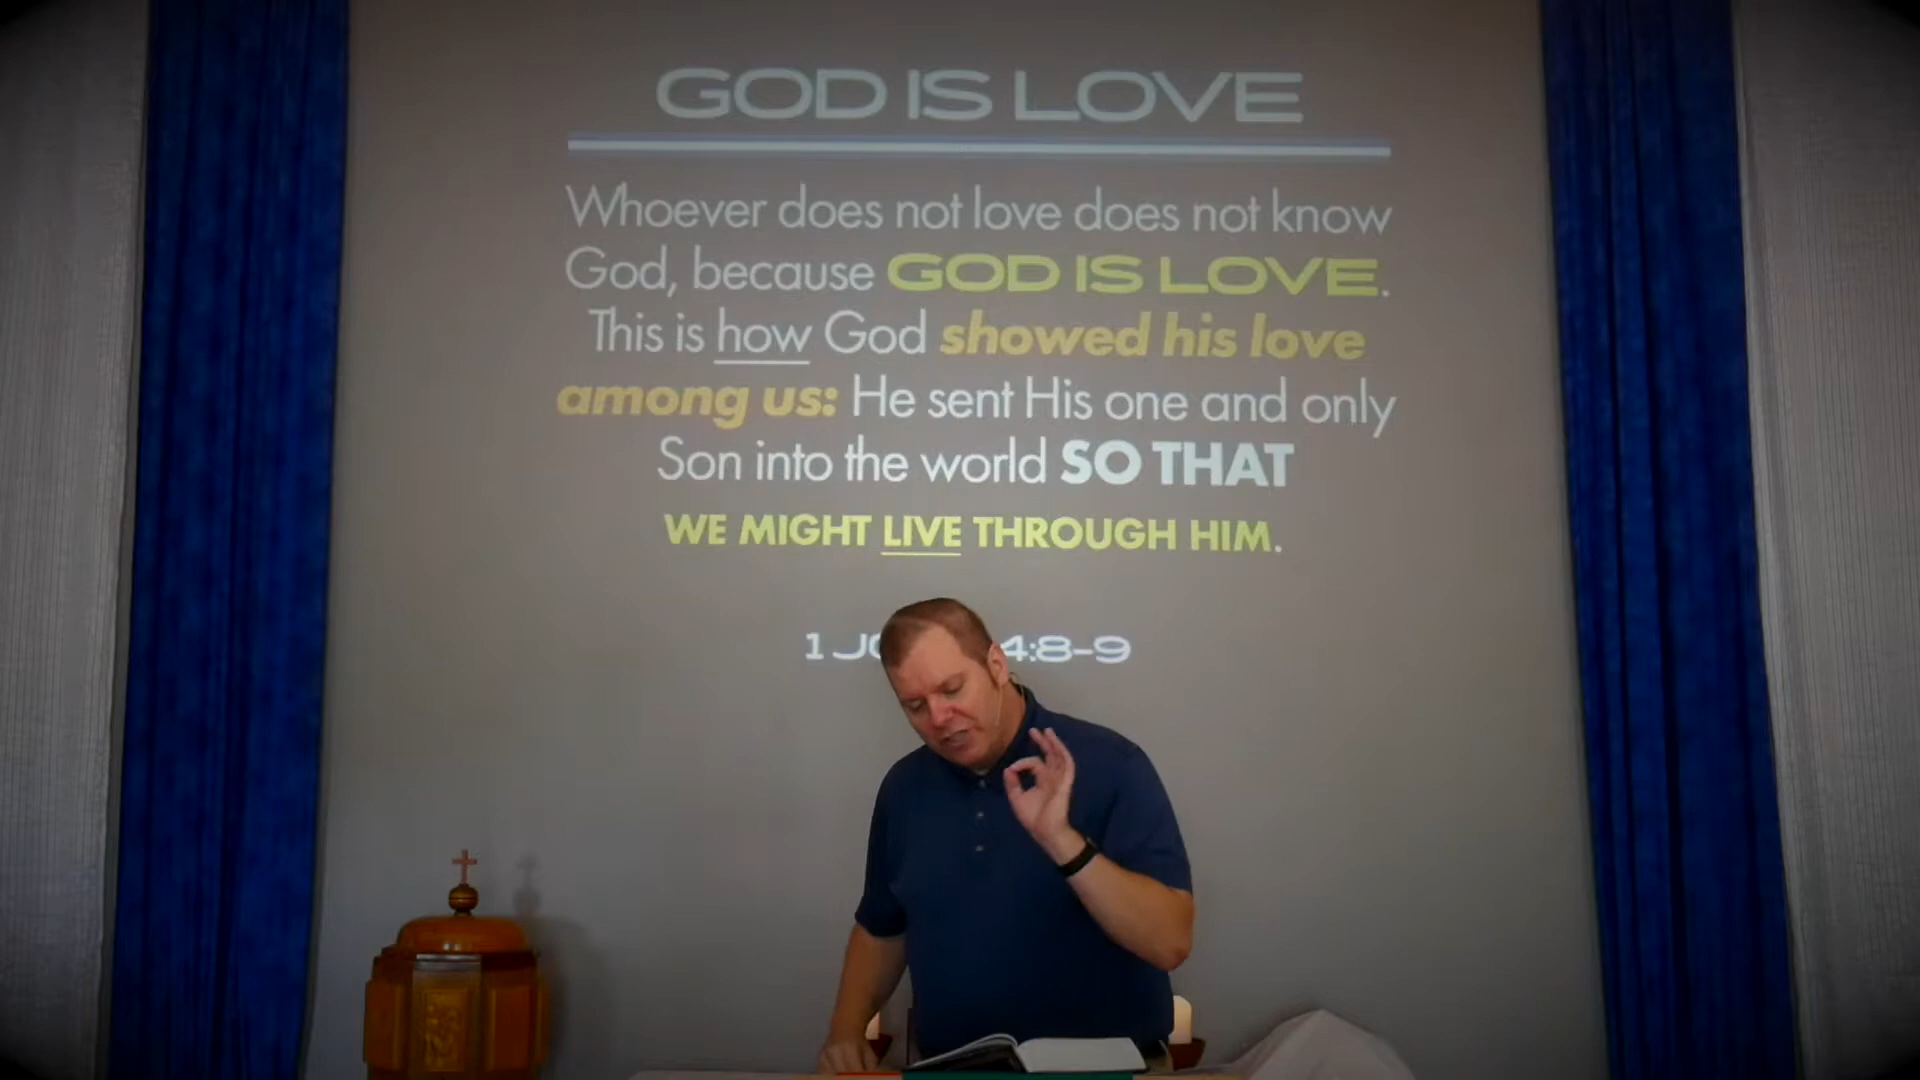 GOD IS LOVE
Whoever does not love does not know
God, because GOD IS LOVE.
This is how God showed his love
among us: He sent His one and only
Son into the world SO THAT
WE MIGHT LIVE THROUGH HIM.
1 4:8-9